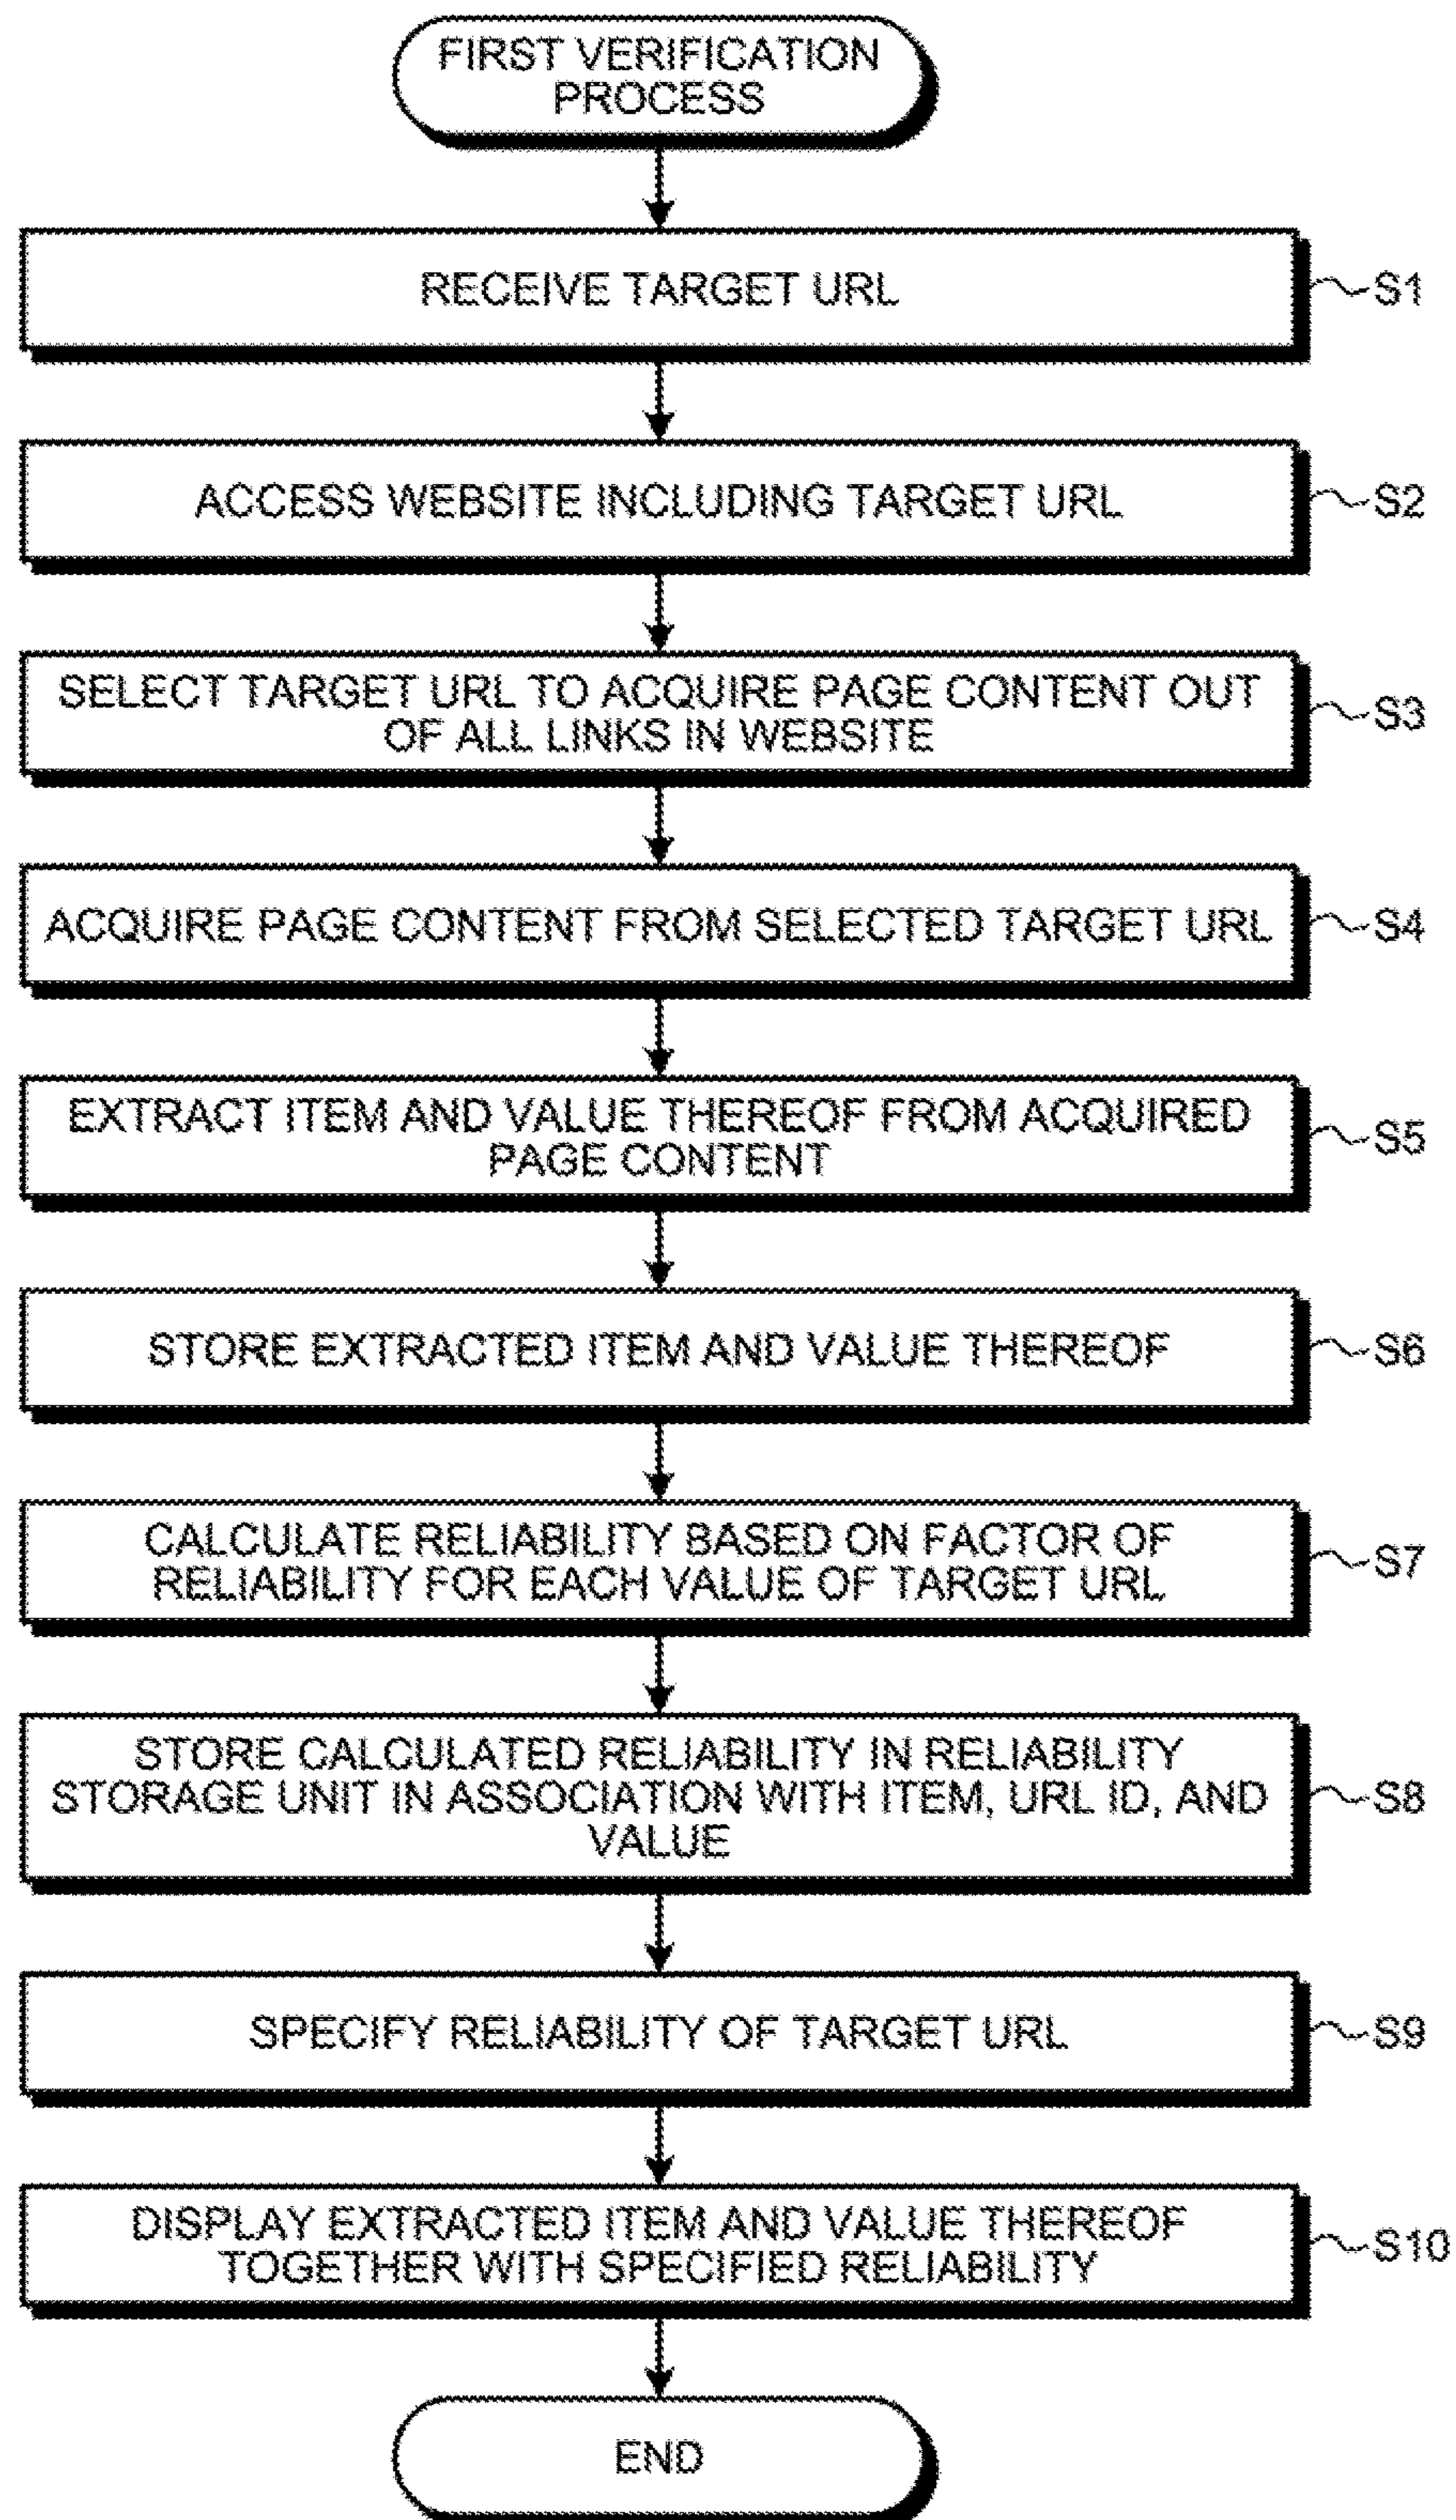 FIRST VERIFICATION
PROCESS
RECEIVE TARGET URL
S1
ACCESS WEBSITE INCLUDING TARGET URL
S2
SELECT TARGET URL TO ACQUIRE PAGE CONTENT OUT
OF ALL LINKS IN WEBSITE
S3
ACQUIRE PAGE CONTENT FROM SELECTED TARGET URL
S4
EXTRACT ITEM AND VALUE THEREOF FROM ACQUIRED
PAGE CONTENT
S5
STORE EXTRACTED ITEM AND VALUE THEREOF
S6
CALCULATE RELIABILITY BASED ON FACTOR OF
RELIABILITY FOR EACH VALUE OF TARGET URL
S7
STORE CALCULATED RELIABILITY IN RELIABILITY
STORAGE UNIT IN ASSOCIATION WITH ITEM, URL ID, AND
VALUE
S8
SPECIFY RELIABILITY OF TARGET URL
S9
DISPLAY EXTRACTED ITEM AND VALUE THEREOF
TOGETHER WITH SPECIFIED RELIABILITY
S10
END